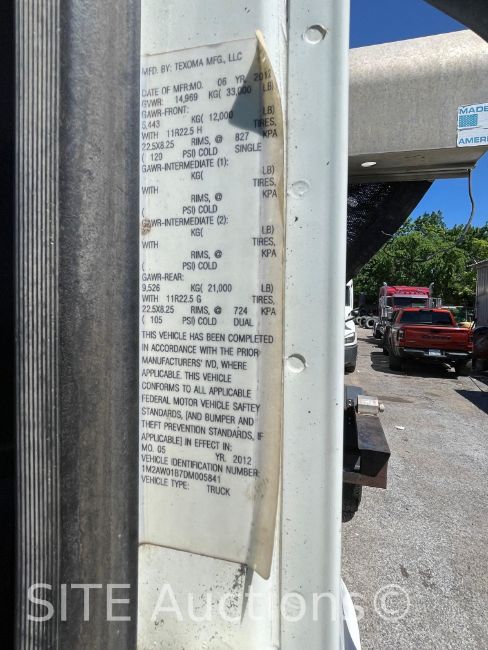 MFD. BY: TEXOMA MFG., LLC
DATE OF MFR:MO. 06 YR. 2012
GVWR: 14,969 KG( 33,000 LB)
GAWR-FRONT:
5,443 KG( 12,000 LB)
WITH 11R22.5 H TIRES,
22.5X8.25 RIMS, @ 827 KPA
( 120 PSI) COLD SINGLE
GAWR-INTERMEDIATE (1):
KG( LB)
WITH TIRES,
RIMS, @ KPA
( PSI) COLD
GAWR-INTERMEDIATE (2):
KG( LB)
WITH TIRES,
RIMS, @ KPA
( PSI) COLD
GAWR-REAR:
9,526 KG( 21,000 LB)
WITH 11R22.5 G TIRES,
22.5X8.25 RIMS, @ 724 KPA
( 105 PSI) COLD DUAL
THIS VEHICLE HAS BEEN COMPLETED
IN ACCORDANCE WITH THE PRIOR
MANUFACTURERS' IVD, WHERE
APPLICABLE. THIS VEHICLE
CONFORMS TO ALL APPLICABLE
FEDERAL MOTOR VEHICLE SAFTEY
STANDARDS, (AND BUMPER AND
THEFT PREVENTION STANDARDS, IF
APPLICABLE) IN EFFECT IN:
MO. 05 YR. 2012
VEHICLE IDENTIFICATION NUMBER:
1M2AW01B7DM005841
VEHICLE TYPE: TRUCK
MADE
AMERI
SITE Auctions©